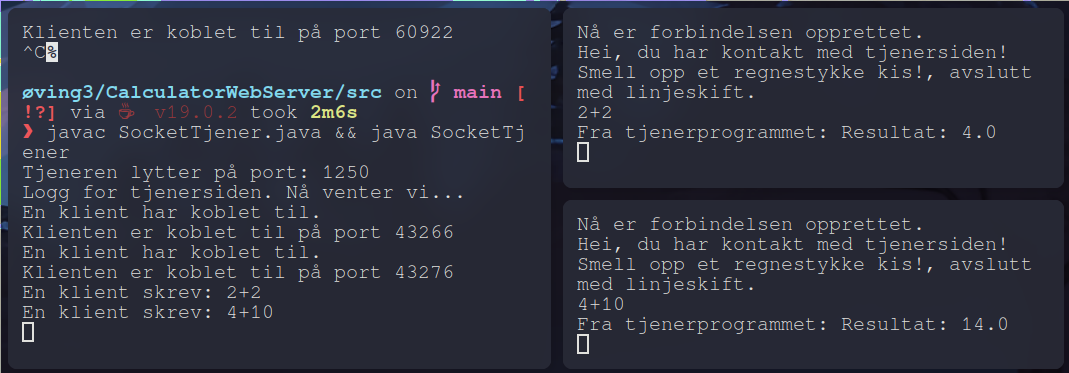 Klienten er koblet til på port 60922
^C%
øving3/CalculatorWebServer/src on main [
!?] via v19.0.2 took 2m6s
❯ javac SocketTjener.java && java SocketTj
ener
Tjeneren lytter på port: 1250
Logg for tjenersiden. Nå venter vi...
En klient har koblet til.
Klienten er koblet til på port 43266
En klient har koblet til.
Klienten er koblet til på port 43276
En klient skrev: 2+2
En klient skrev: 4+10
Nå er forbindelsen opprettet.
Hei, du har kontakt med tjenersiden!
Smell opp et regnestykke kis!, avslutt
med linjeskift.
2+2
Fra tjenerprogrammet: Resultat: 4.0
Nå er forbindelsen opprettet.
Hei, du har kontakt med tjenersiden!
Smell opp et regnestykke kis!, avslutt
med linjeskift.
4+10
Fra tjenerprogrammet: Resultat: 14.0